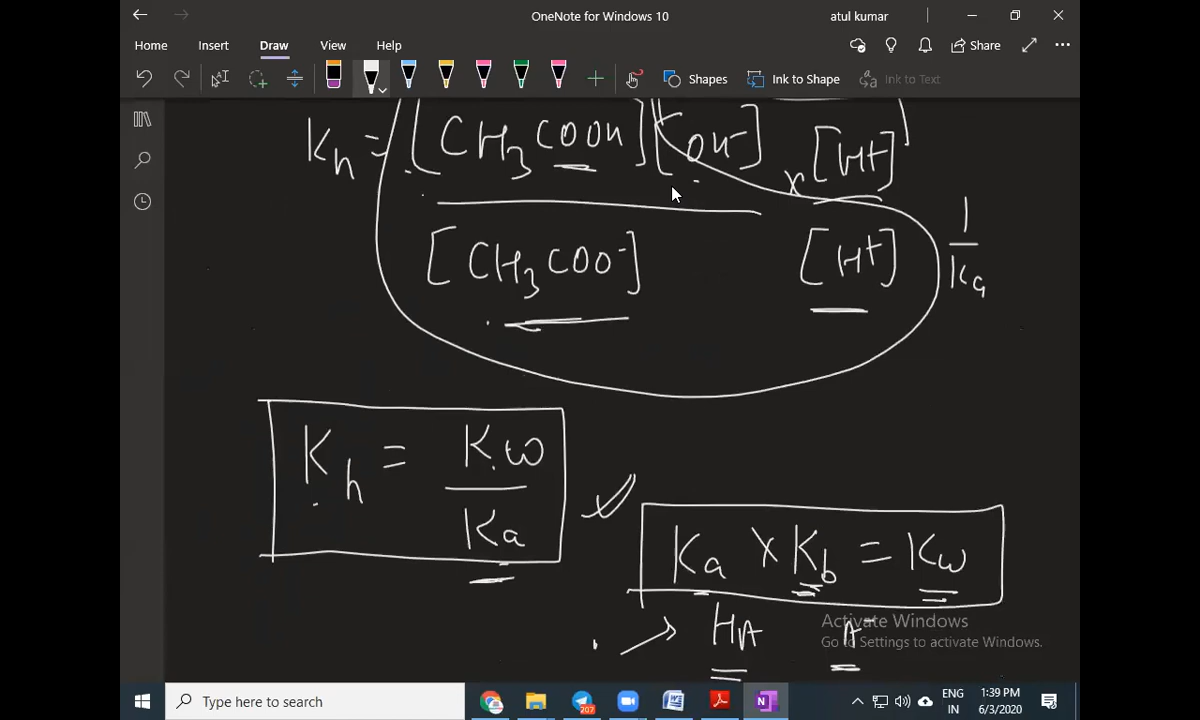 OneNote for Windows 10
atul kumar
Home Insert Draw View Help
Share
Shapes
Ink to Shape
Ink to Text
Kh = [CH3COOH][OH-] x [H+]
[CH3COO-] [H+]
1
Ka
Kh = Kw
Ka
Ka x Kb = Kw
HA A-
Activate Windows
Go to Settings to activate Windows.
Type here to search
207
ENG
IN
1:39 PM
6/3/2020